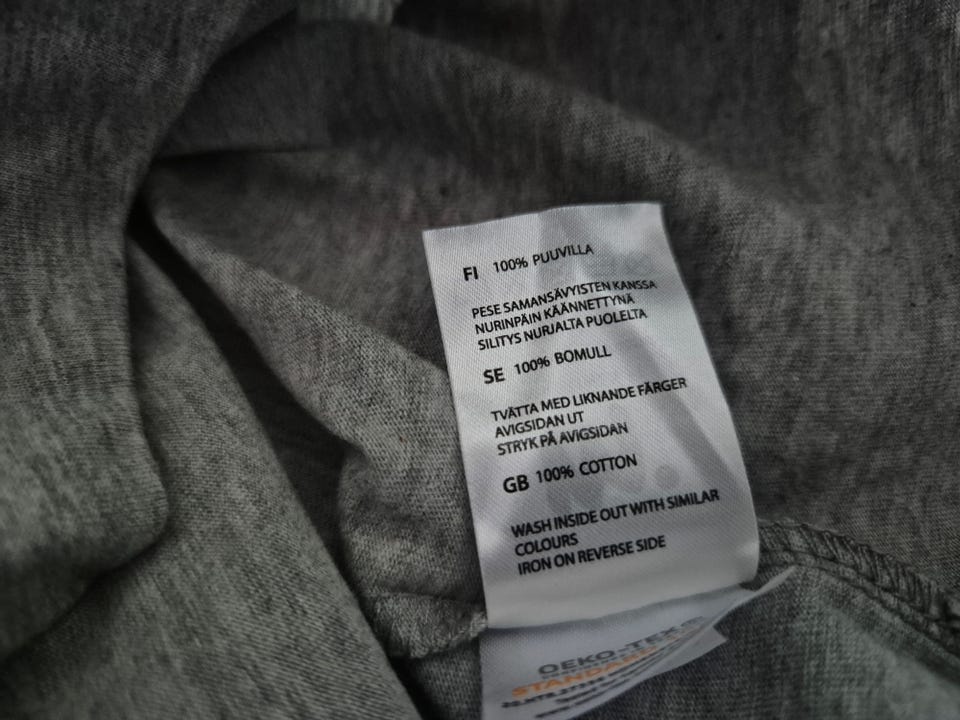 FI 100% PUUVILLA
PESE SAMANSÄVYISTEN KANSSA
NURINPÄIN KÄÄNNETTYNÄ
SILITYS NURJALTA PUOLELTA
SE 100% BOMULL
TVÄTTA MED LIKNANDE FÄRGER
AVIGSIDAN UT
STRYK PÅ AVIGSIDAN
GB 100% COTTON
WASH INSIDE OUT WITH SIMILAR
COLOURS
IRON ON REVERSE SIDE
OEKO-TEX®
STANDARD